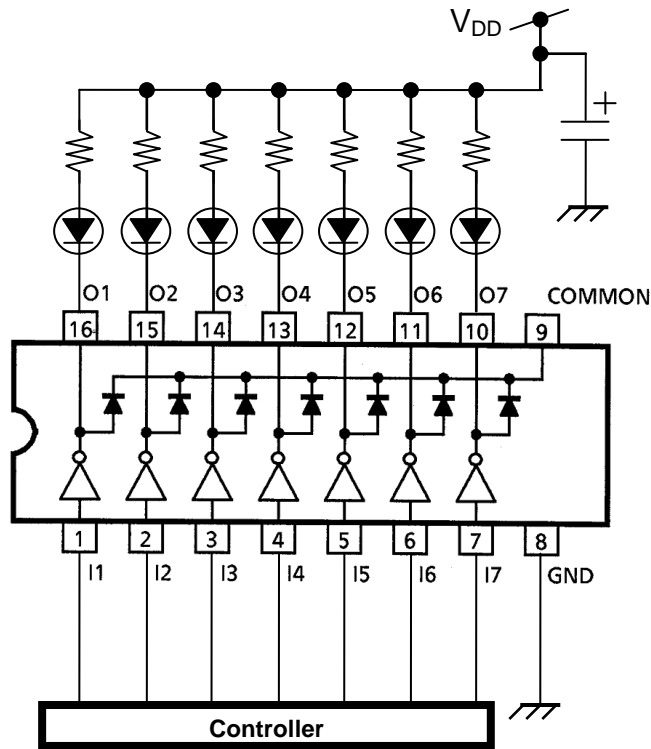 VDD
+
O1 O2 O3 O4 O5 O6 O7 COMMON
16 15 14 13 12 11 10 9
1 2 3 4 5 6 7 8
I1 I2 I3 I4 I5 I6 I7 GND
Controller